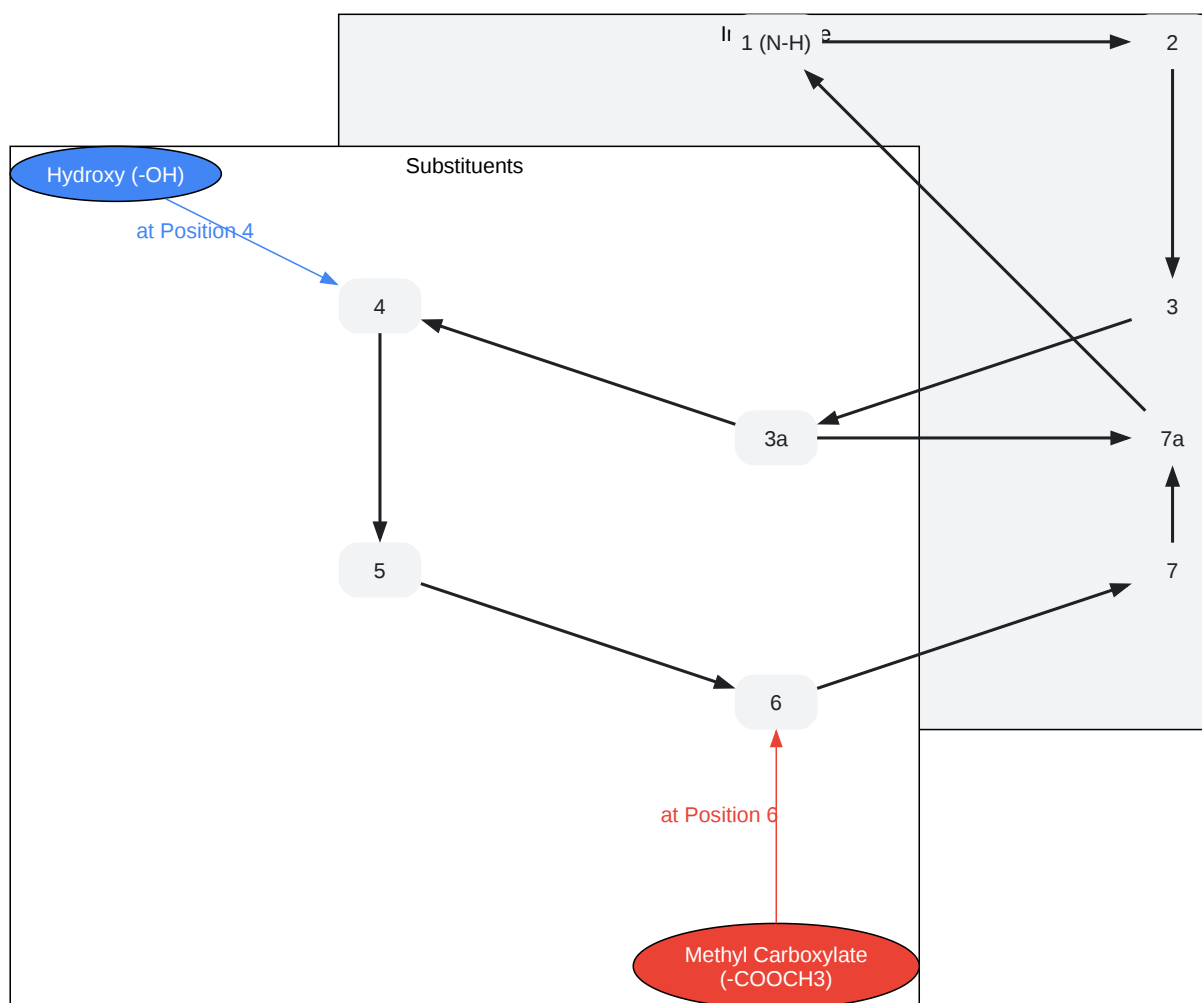 1 (N-H)
2
Substituents
Hydroxy (-OH)
at Position 4
4
3
3a
7a
5
7
6
at Position 6
Methyl Carboxylate
(-COOCH3)